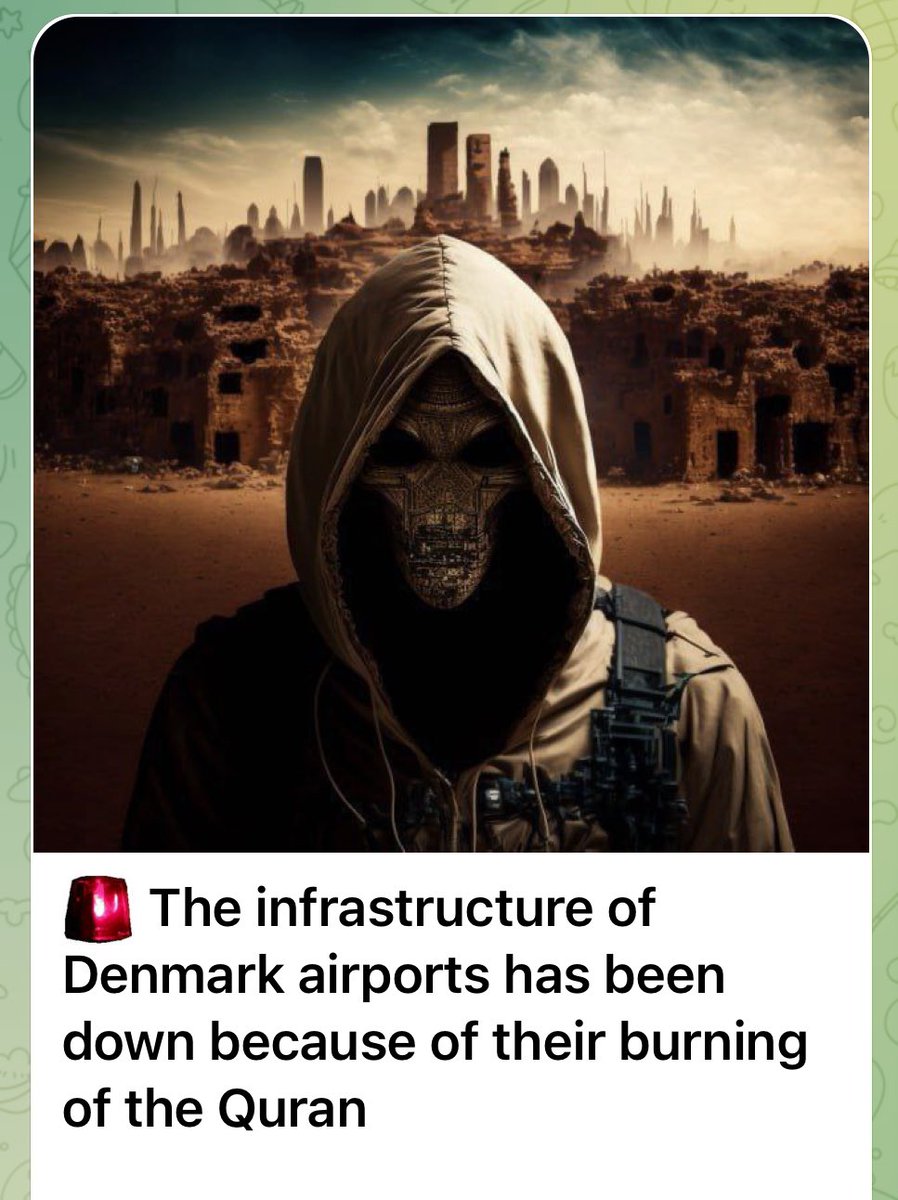 🚨 The infrastructure of
Denmark airports has been
down because of their burning
of the Quran